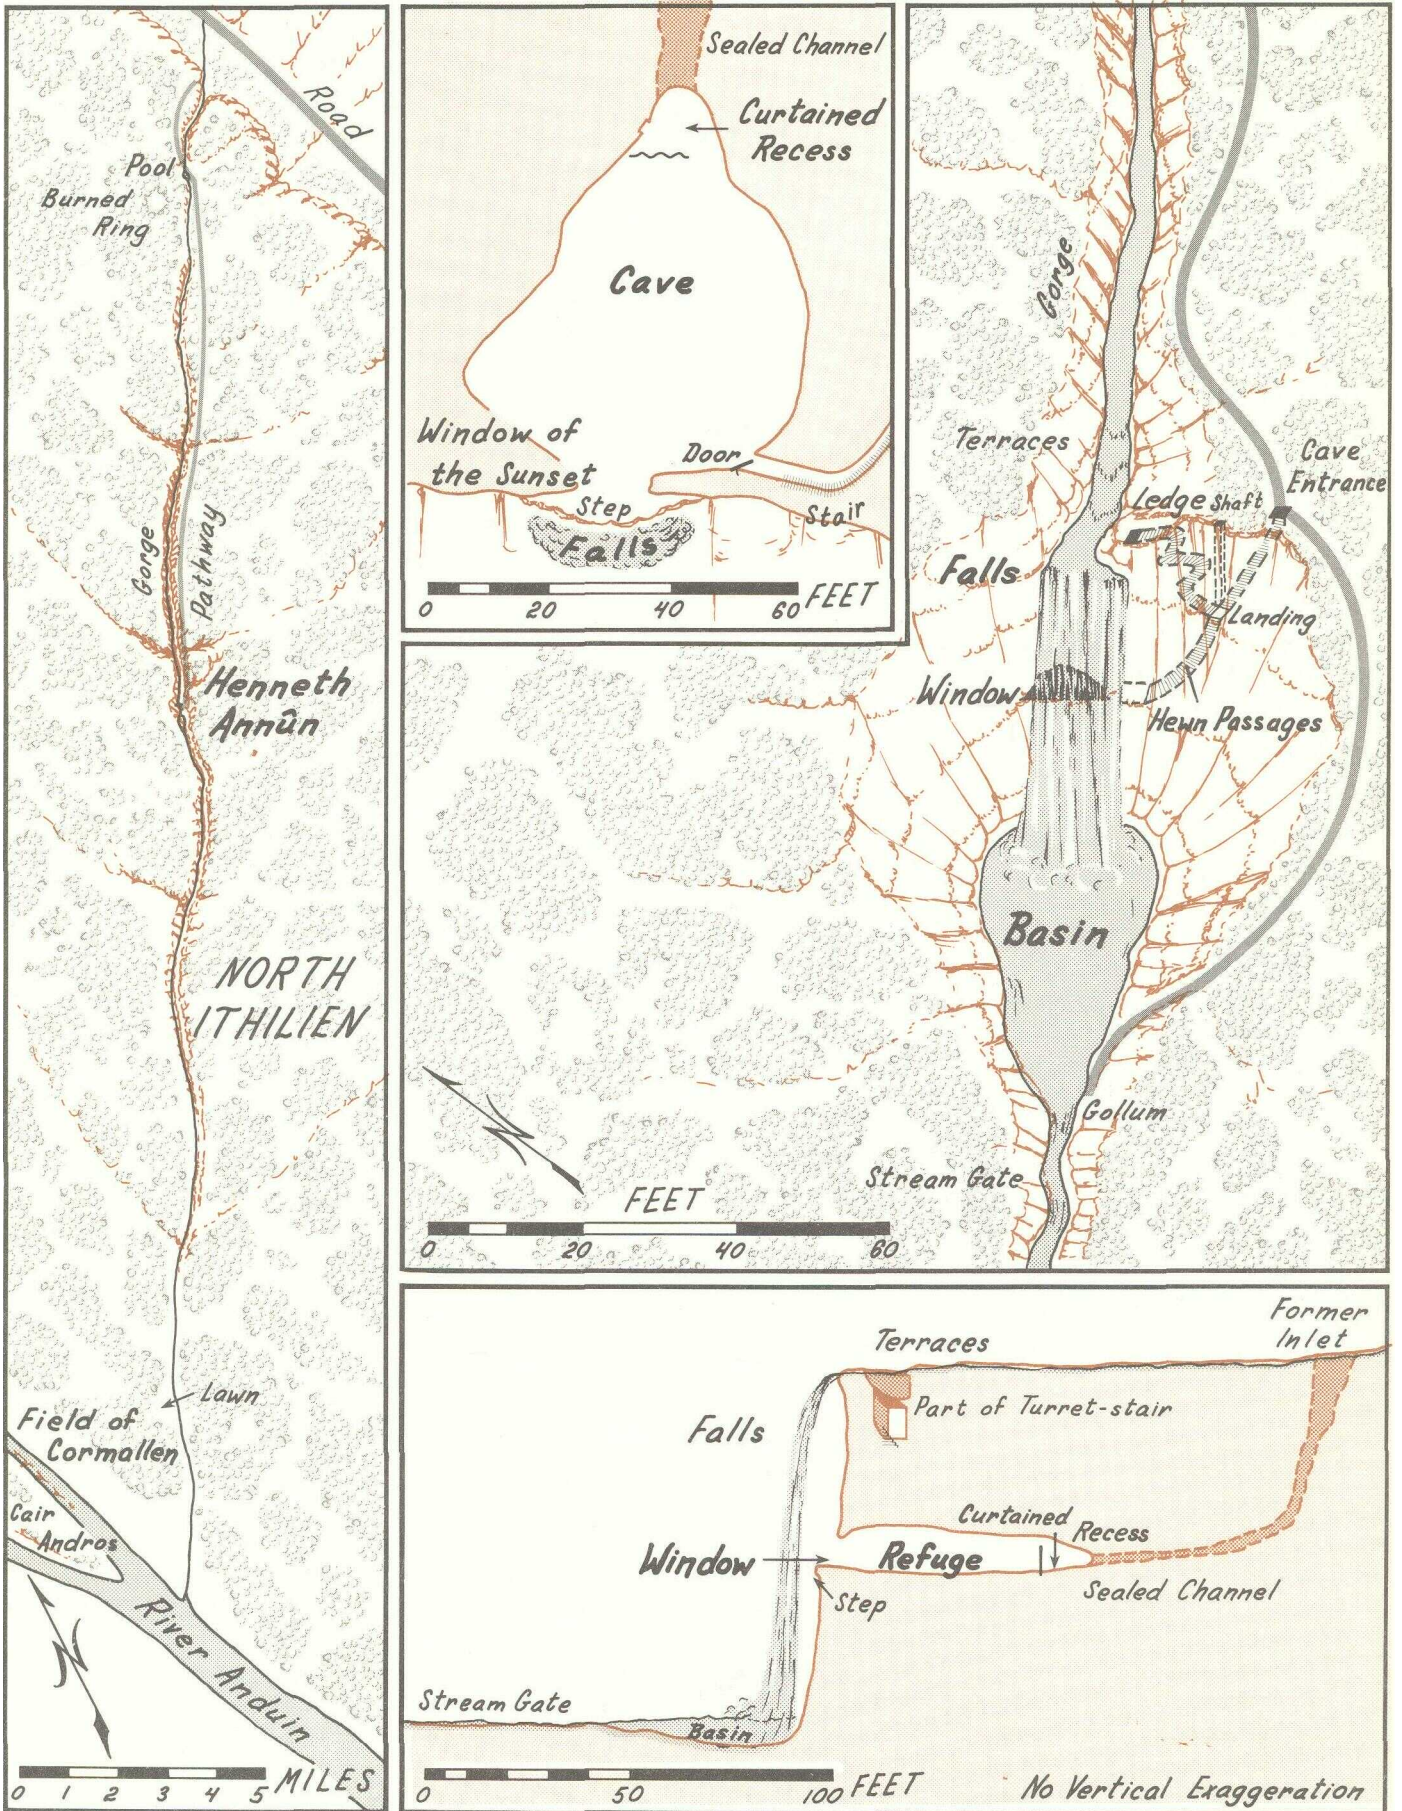 Road
Pool
Burned
Ring
Gorge
Pathway
Henneth
Annûn
NORTH
ITHILIEN
Lawn
Field of
Cormallen
Cair
Andros
River Anduin
N
0 1 2 3 4 5 MILES
Sealed Channel
Curtained
Recess
Cave
Window of
the Sunset
Door
Step
Stair
Falls
0 20 40 60 FEET
Gorge
Terraces
Cave
Entrance
Ledge Shaft
Falls
Landing
Window
Hewn Passages
Basin
Gollum
Stream Gate
N
FEET
0 20 40 60
Former
Inlet
Terraces
Part of Turret-stair
Falls
Curtained
Recess
Window
Refuge
Sealed Channel
Step
Stream Gate
Basin
0 50 100 FEET
No Vertical Exaggeration